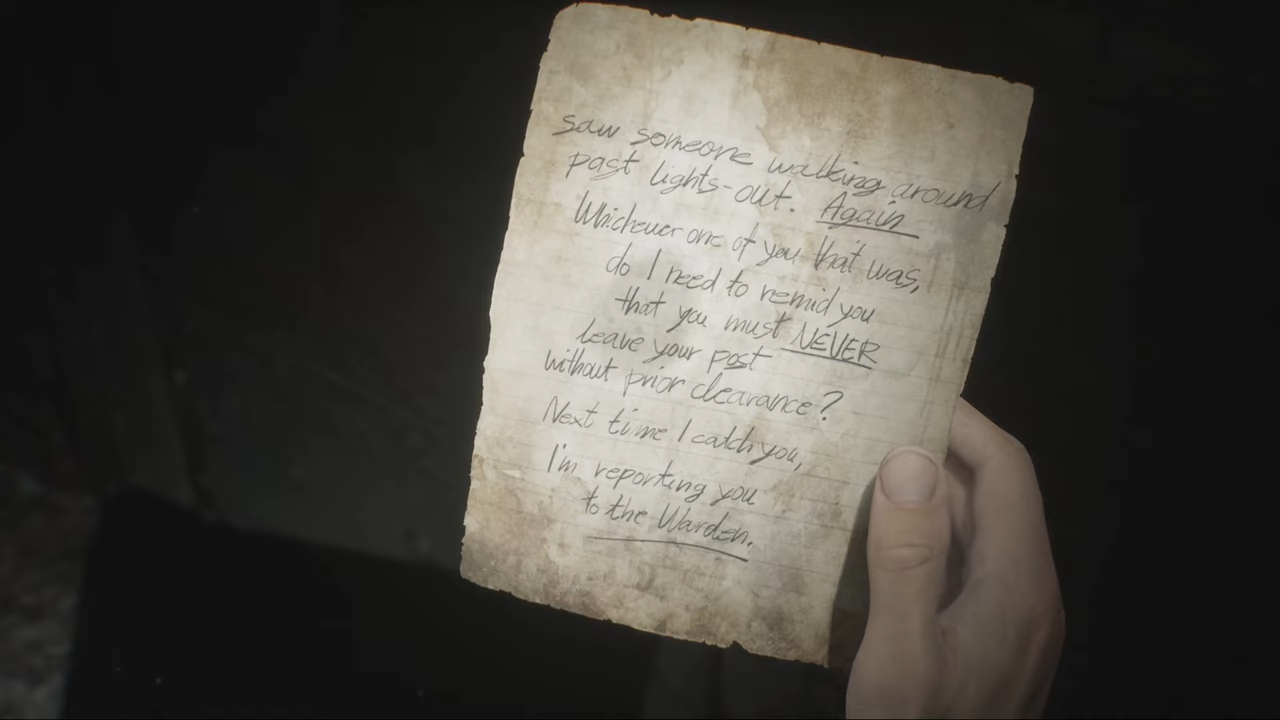 saw someone walking around
past lights-out. Again
Whichever one of you that was,
do I need to remid you
that you must NEVER
leave your post
without prior clearance?
Next time I catch you,
I'm reporting you
to the Warden.